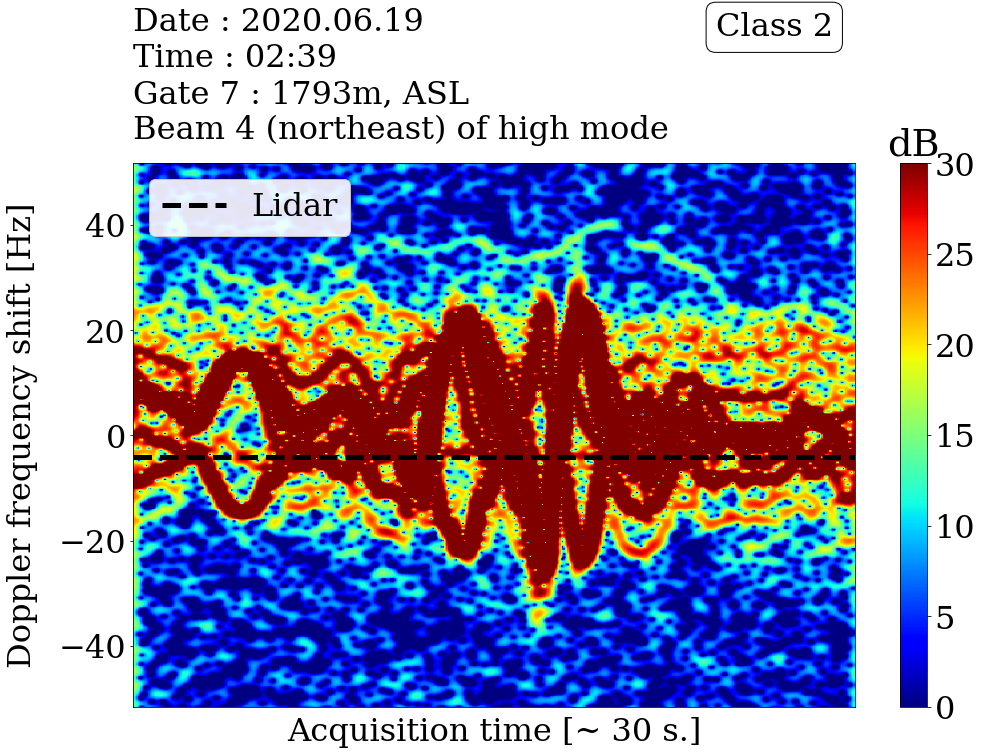 Date : 2020.06.19
Time : 02:39
Gate 7 : 1793m, ASL
Beam 4 (northeast) of high mode
Class 2
dB
Lidar
Doppler frequency shift [Hz]
40
20
0
−20
−40
30
25
20
15
10
5
0
Acquisition time [~ 30 s.]